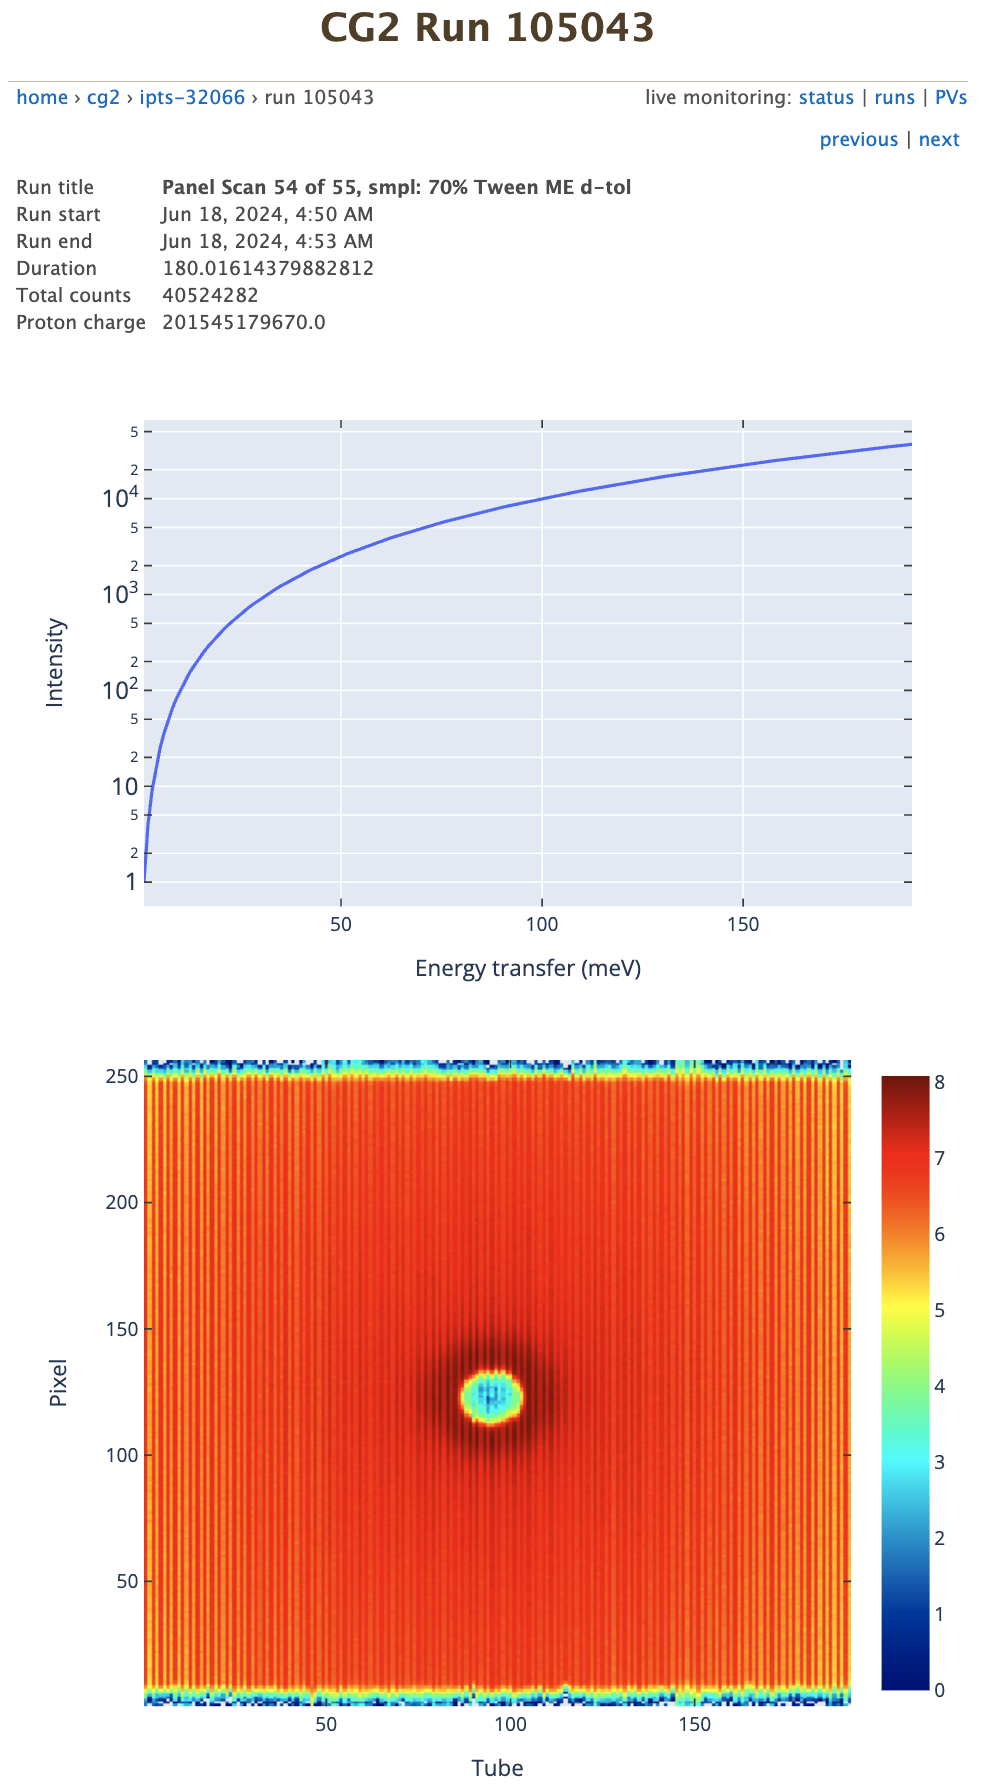 CG2 Run 105043
home › cg2 › ipts-32066 › run 105043
live monitoring: status | runs | PVs
previous | next
Run title Panel Scan 54 of 55, smpl: 70% Tween ME d-tol
Run start Jun 18, 2024, 4:50 AM
Run end Jun 18, 2024, 4:53 AM
Duration 180.01614379882812
Total counts 40524282
Proton charge 201545179670.0
5
2
10⁴
5
2
10³
5
2
10²
5
2
10
5
2
1
Intensity
50 100 150
Energy transfer (meV)
250
200
150
100
50
Pixel
50 100 150
Tube
8
7
6
5
4
3
2
1
0